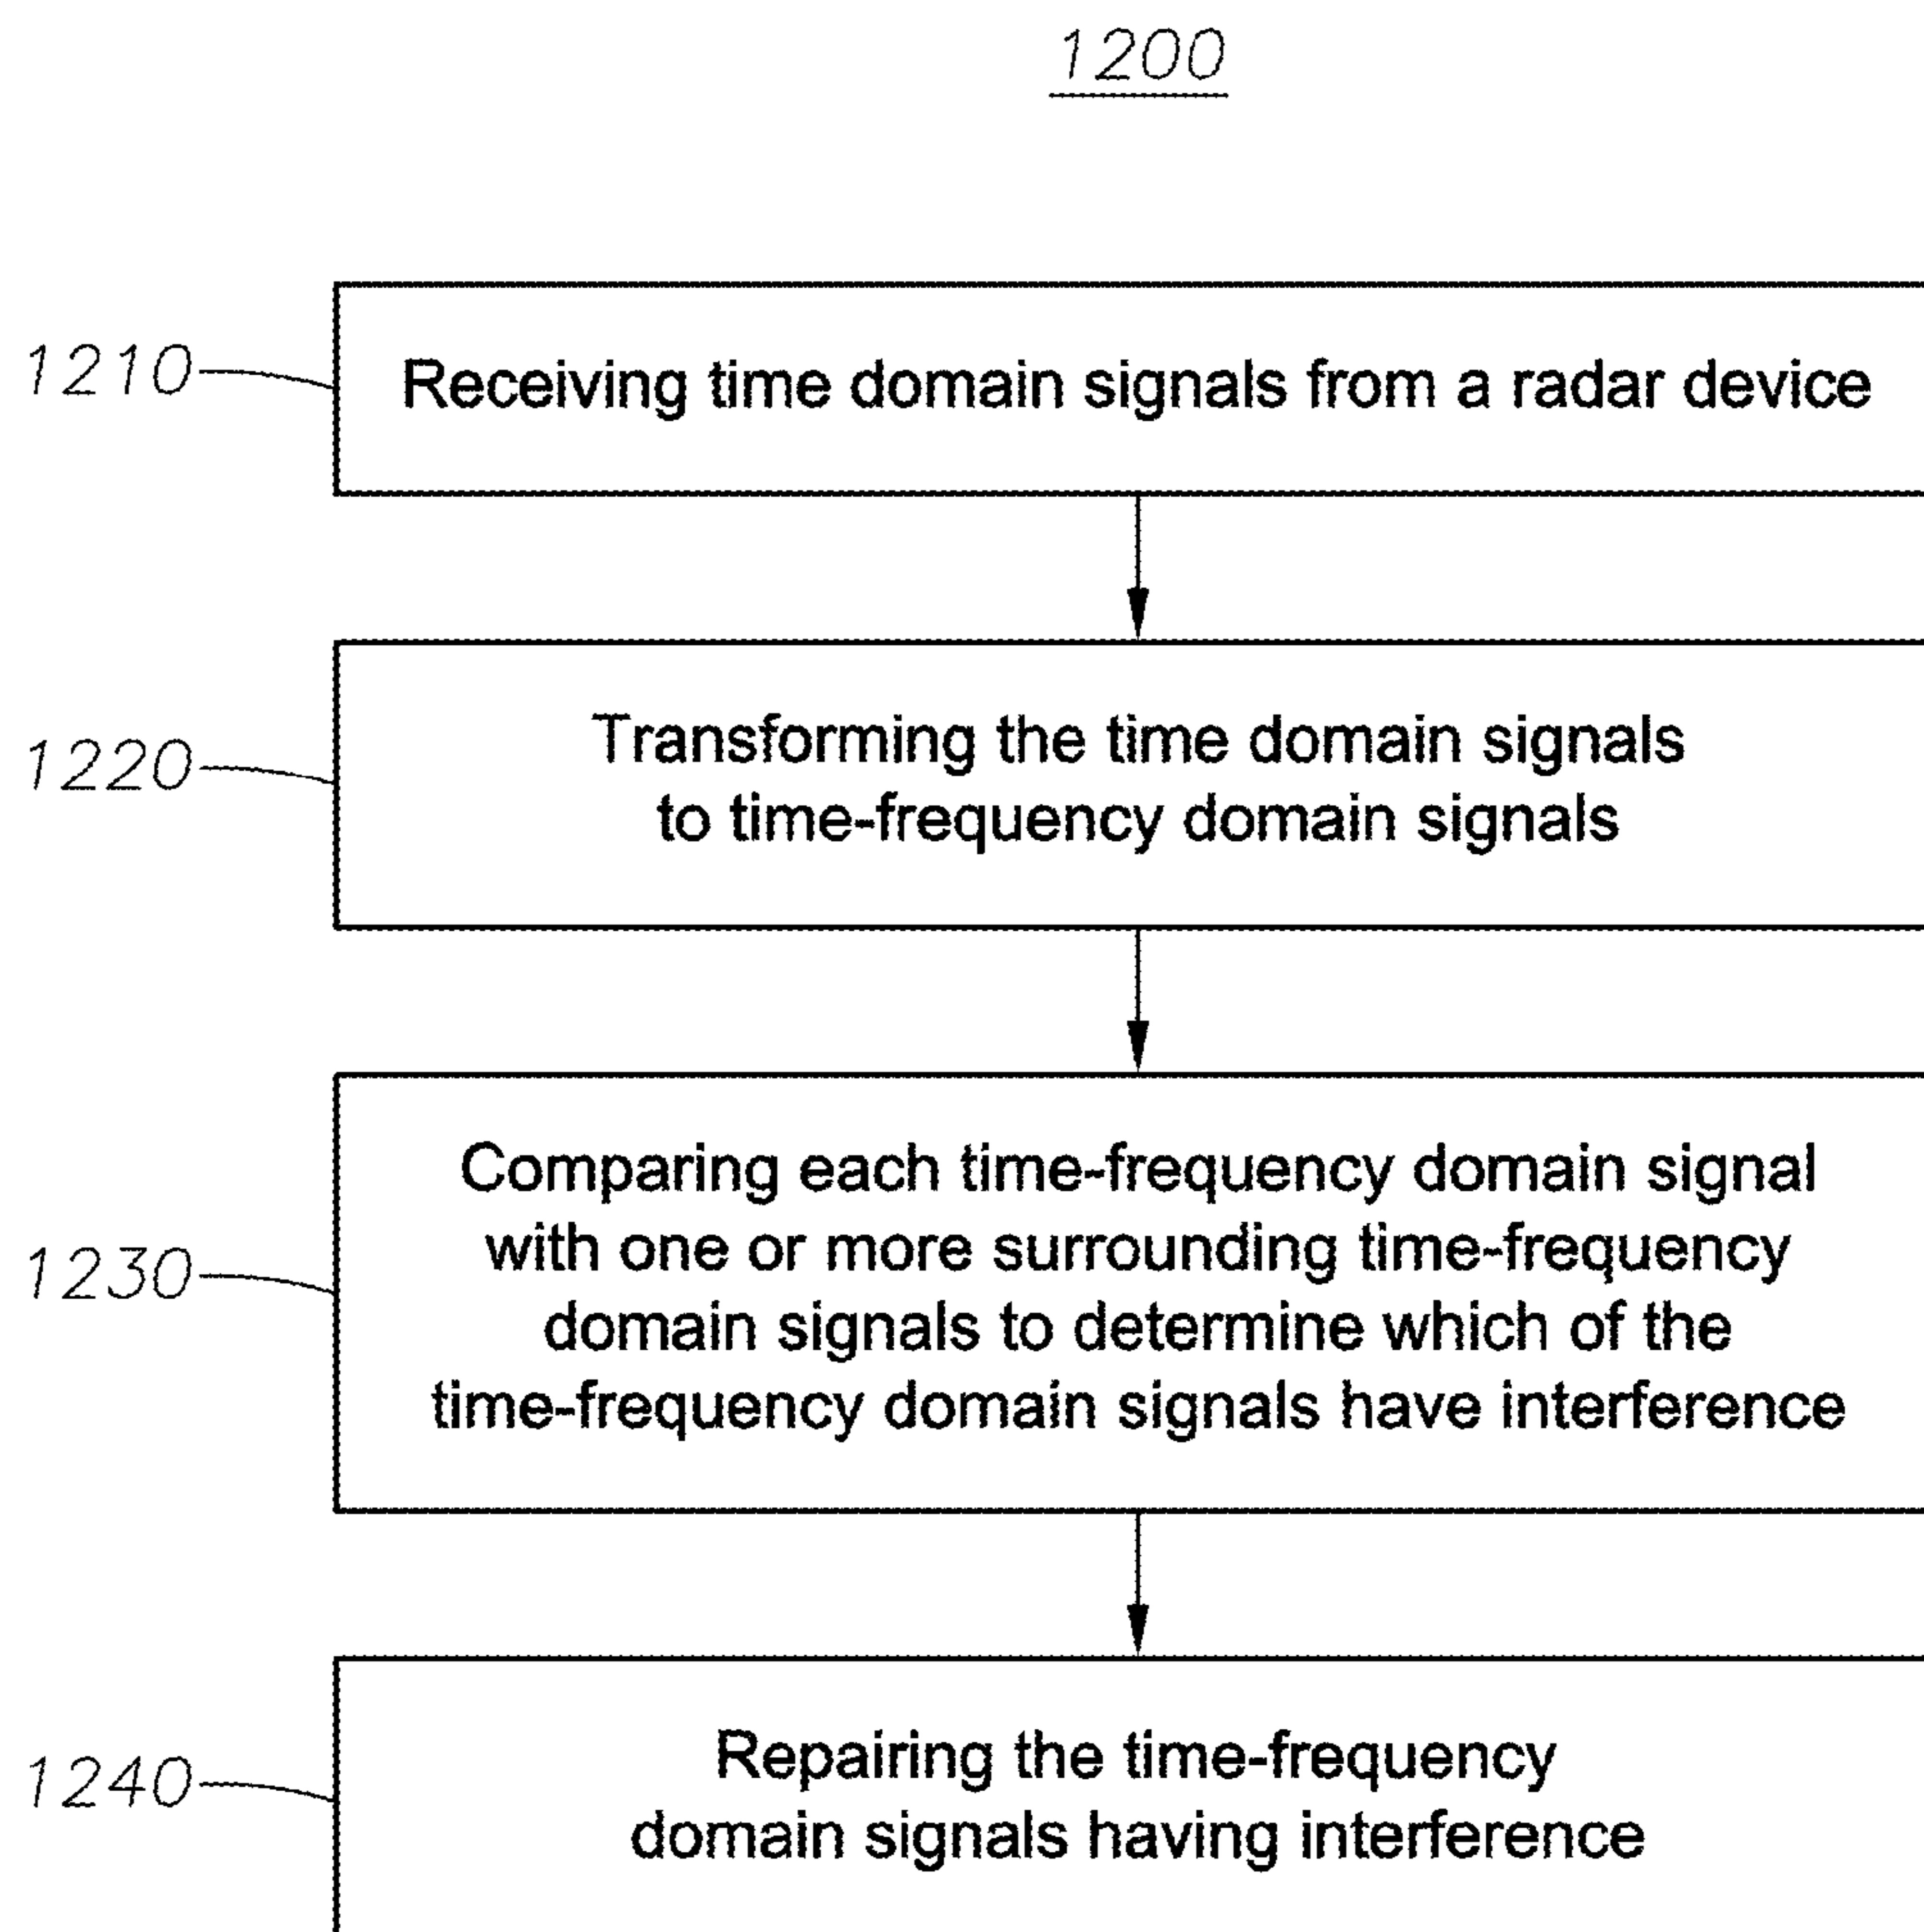 1200
1210
Receiving time domain signals from a radar device
1220
Transforming the time domain signals
to time-frequency domain signals
1230
Comparing each time-frequency domain signal
with one or more surrounding time-frequency
domain signals to determine which of the
time-frequency domain signals have interference
1240
Repairing the time-frequency
domain signals having interference